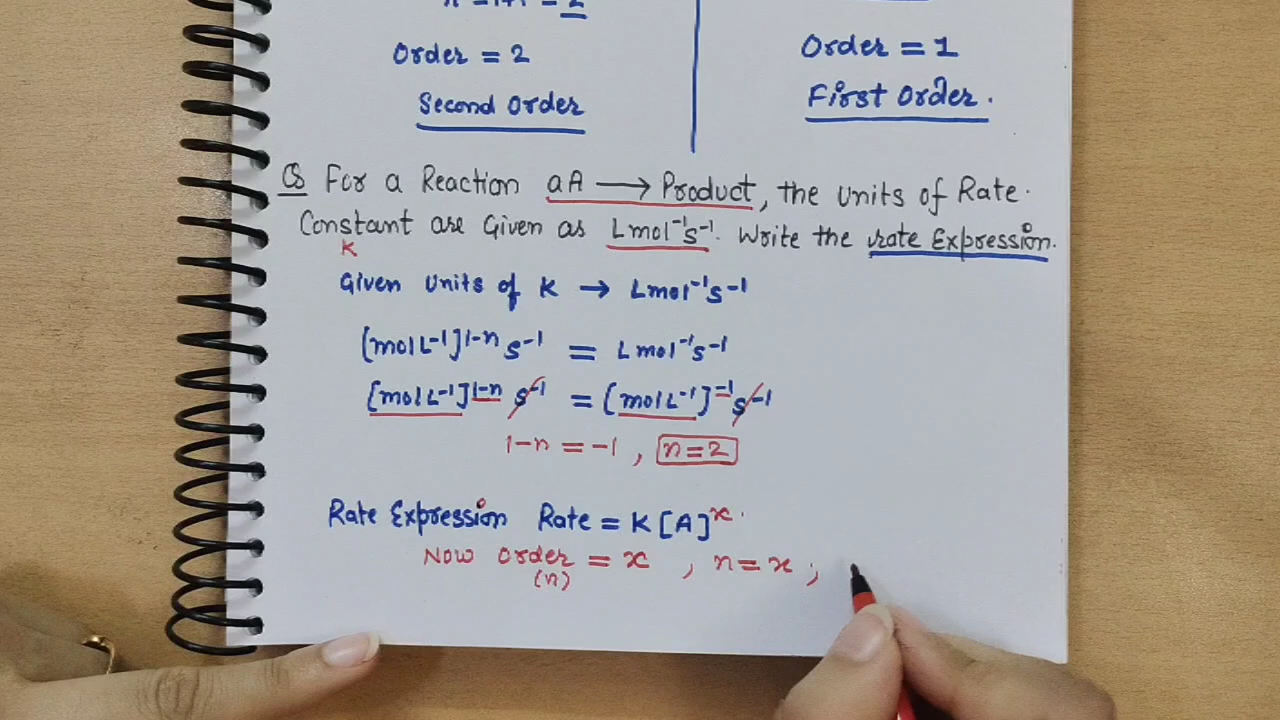 = 2
Order = 2
Second Order
Order = 1
First Order.
Q For a Reaction aA ⟶ Product, the units of Rate.
Constant are Given as Lmol⁻¹s⁻¹. Write the rate Expression.
K
Given Units of K → Lmol⁻¹s⁻¹
[mol L⁻¹]¹⁻ⁿ s⁻¹ = Lmol⁻¹s⁻¹
[mol L⁻¹]¹⁻ⁿ s⁻¹ = [mol L⁻¹]⁻¹ s⁻¹
1-n = -1 , n=2
Rate Expression Rate = K[A]ˣ
Now Order = x , n = x ;
(n)